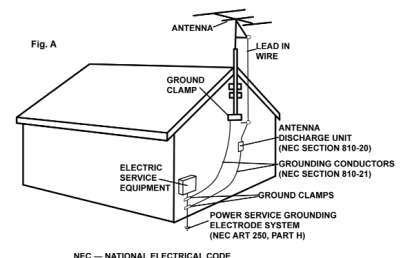 ANTENNA
Fig. A
LEAD IN
WIRE
GROUND
CLAMP
ANTENNA
DISCHARGE UNIT
(NEC SECTION 810-20)
ELECTRIC
SERVICE
EQUIPMENT
GROUNDING CONDUCTORS
(NEC SECTION 810-21)
GROUND CLAMPS
POWER SERVICE GROUNDING
ELECTRODE SYSTEM
(NEC ART 250, PART H)
NEC — NATIONAL ELECTRICAL CODE